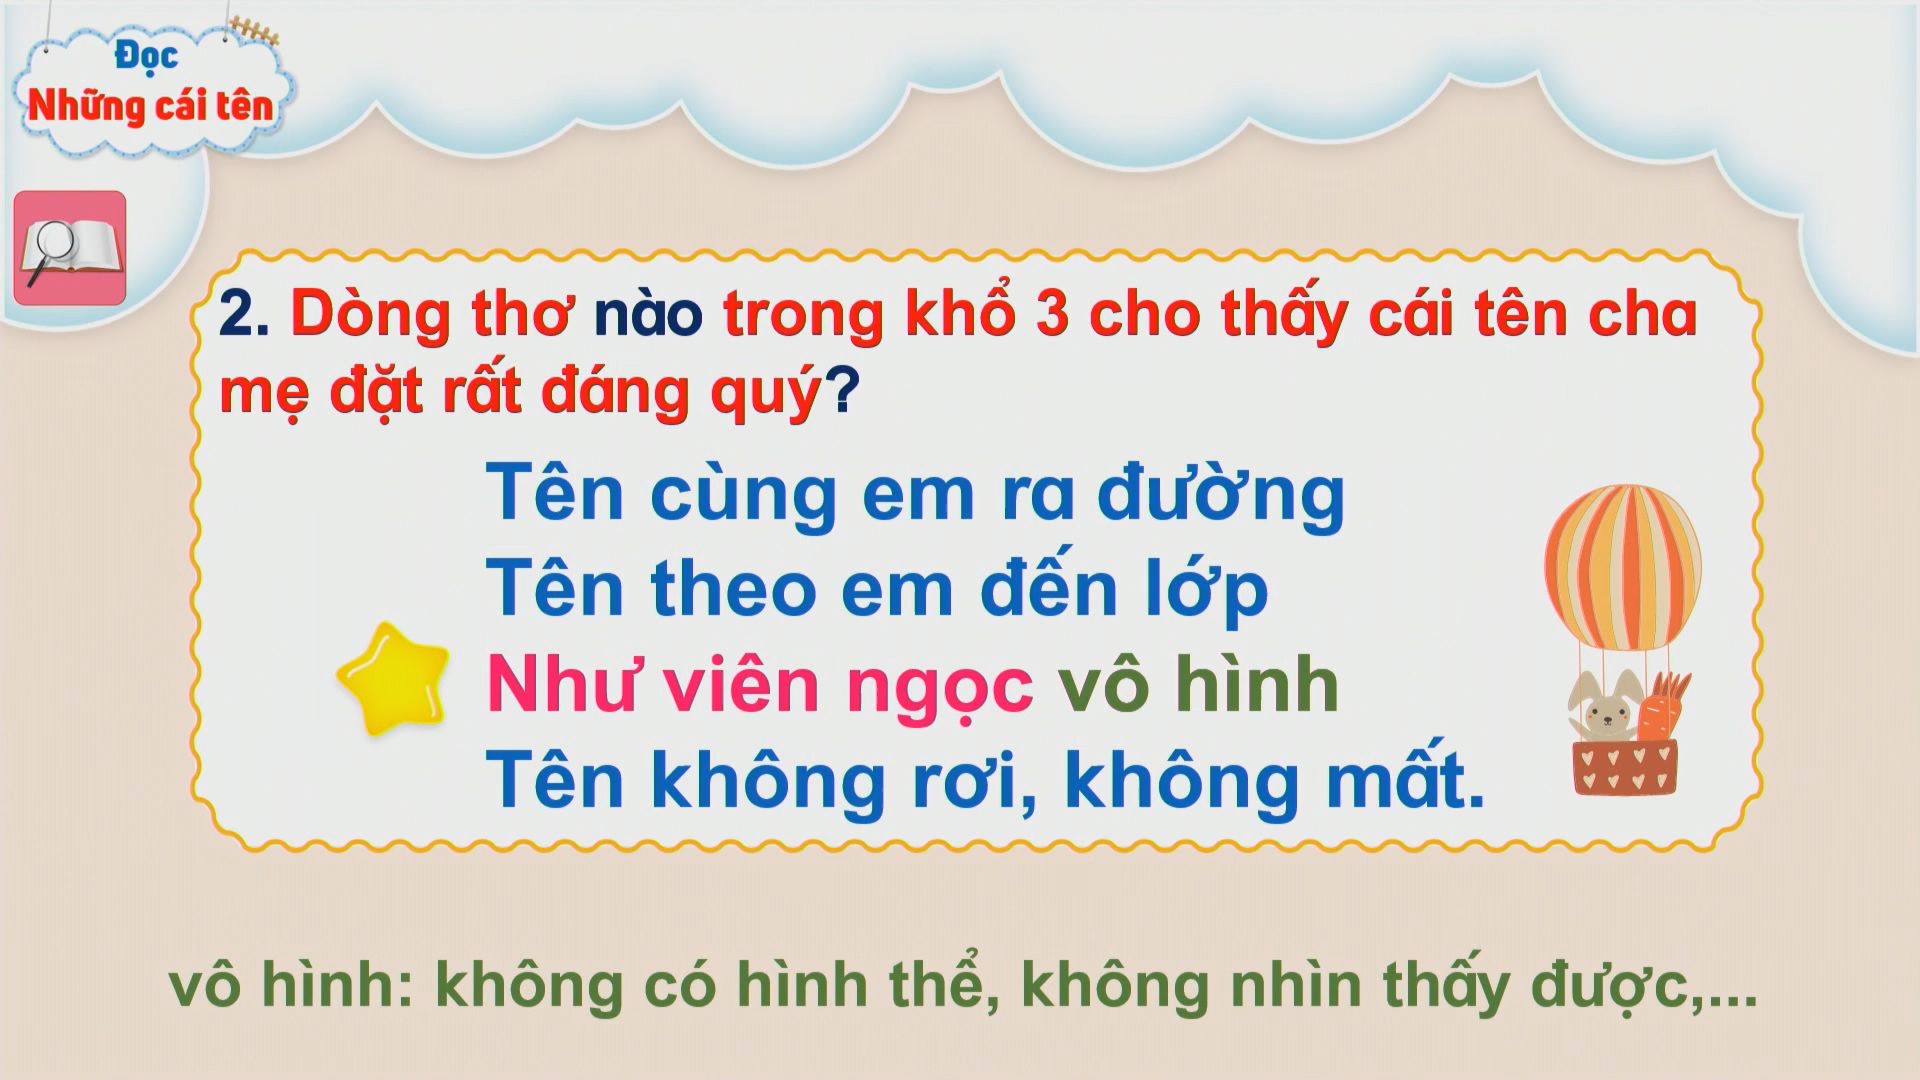 Đọc
Những cái tên
2. Dòng thơ nào trong khổ 3 cho thấy cái tên cha
mẹ đặt rất đáng quý?
Tên cùng em ra đường
Tên theo em đến lớp
Như viên ngọc vô hình
Tên không rơi, không mất.
vô hình: không có hình thể, không nhìn thấy được,...